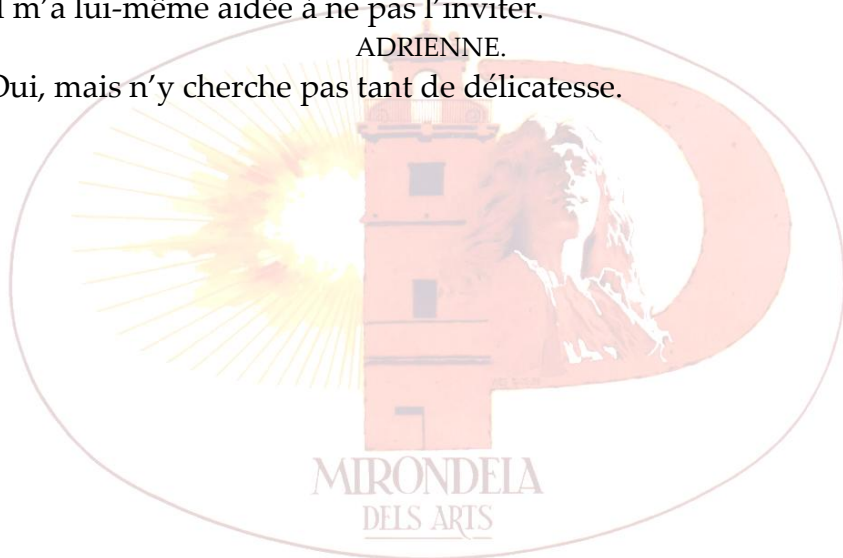 m’a lui-même aidée à ne pas l’inviter.
ADRIENNE.
Oui, mais n’y cherche pas tant de délicatesse.
MIRONDELA
DELS ARTS